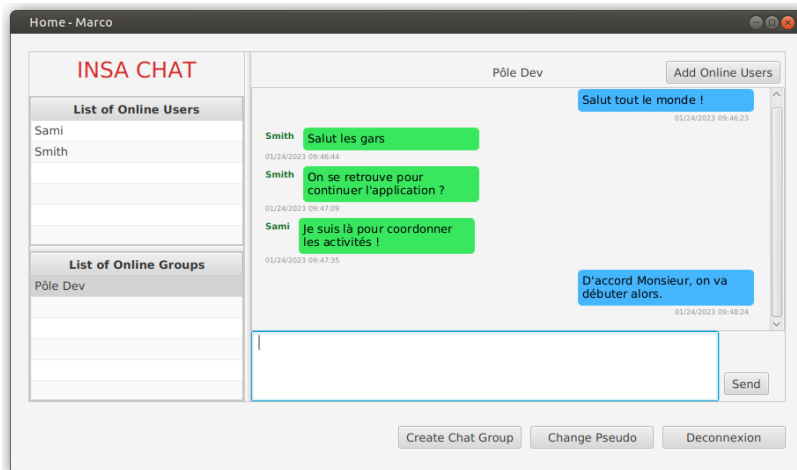 Home - Marco
INSA CHAT
List of Online Users
Sami
Smith
List of Online Groups
Pôle Dev
Pôle Dev
Add Online Users
Salut tout le monde !
01/24/2023 09:46:23
Smith
Salut les gars
01/24/2023 09:46:44
Smith
On se retrouve pour
continuer l'application ?
01/24/2023 09:47:09
Sami
Je suis là pour coordonner
les activités !
01/24/2023 09:47:35
D'accord Monsieur, on va
débuter alors.
01/24/2023 09:48:24
Send
Create Chat Group
Change Pseudo
Deconnexion